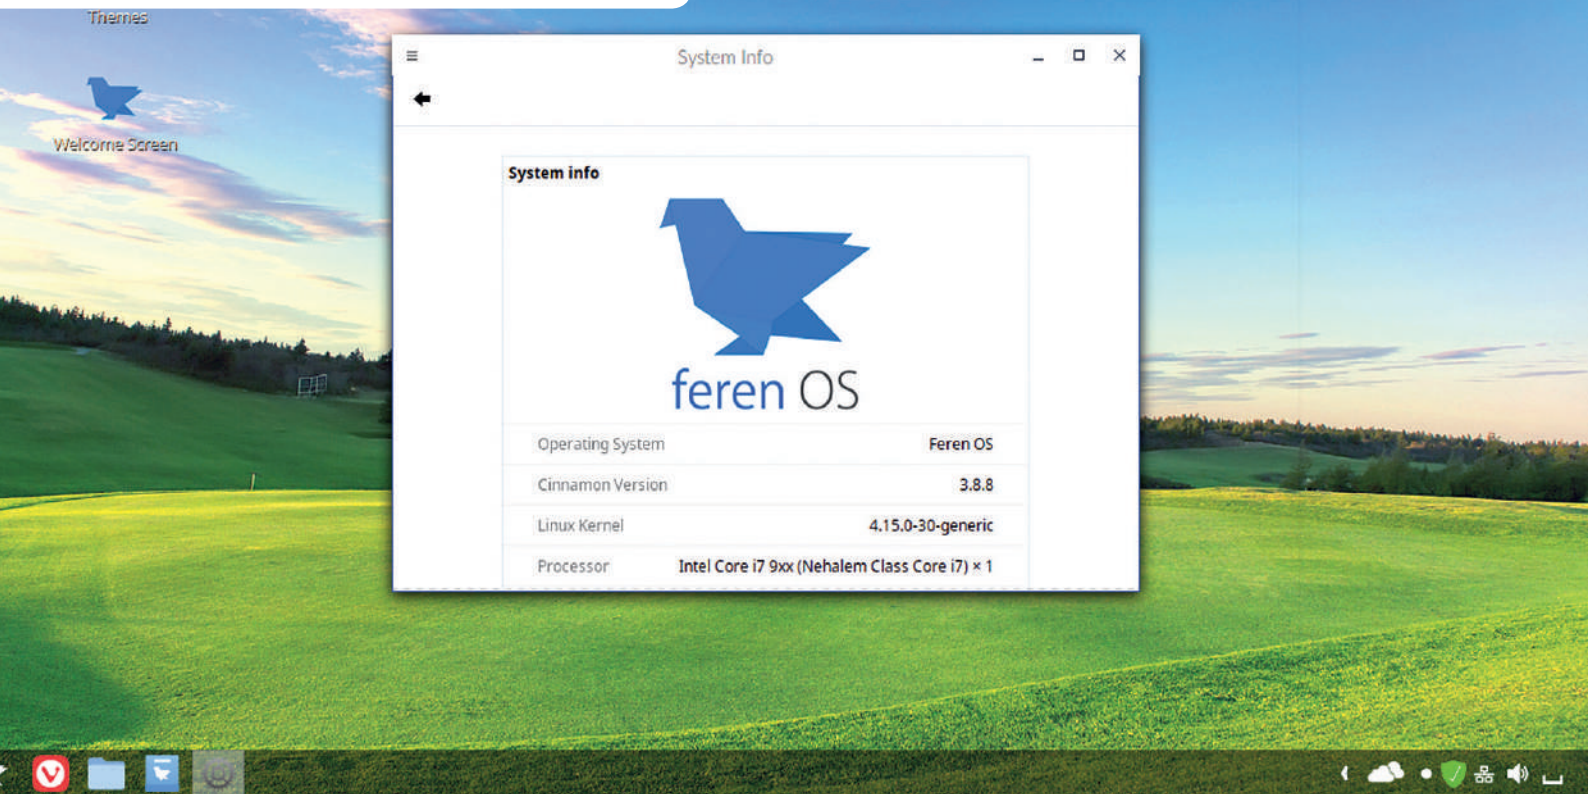 Themes
Welcome Screen
System Info
System info
feren OS
Operating System Feren OS
Cinnamon Version 3.8.8
Linux Kernel 4.15.0-30-generic
Processor Intel Core i7 9xx (Nehalem Class Core i7) × 1